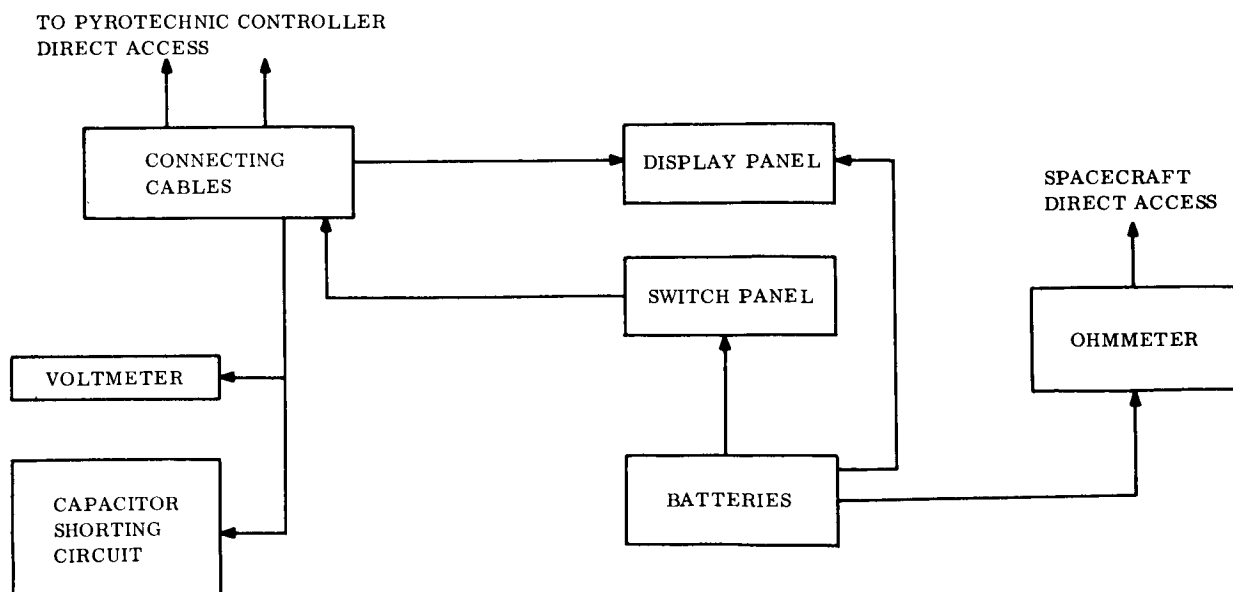 TO PYROTECHNIC CONTROLLER
DIRECT ACCESS
CONNECTING
CABLES
DISPLAY PANEL
SPACECRAFT
DIRECT ACCESS
SWITCH PANEL
OHMMETER
VOLTMETER
BATTERIES
CAPACITOR
SHORTING
CIRCUIT